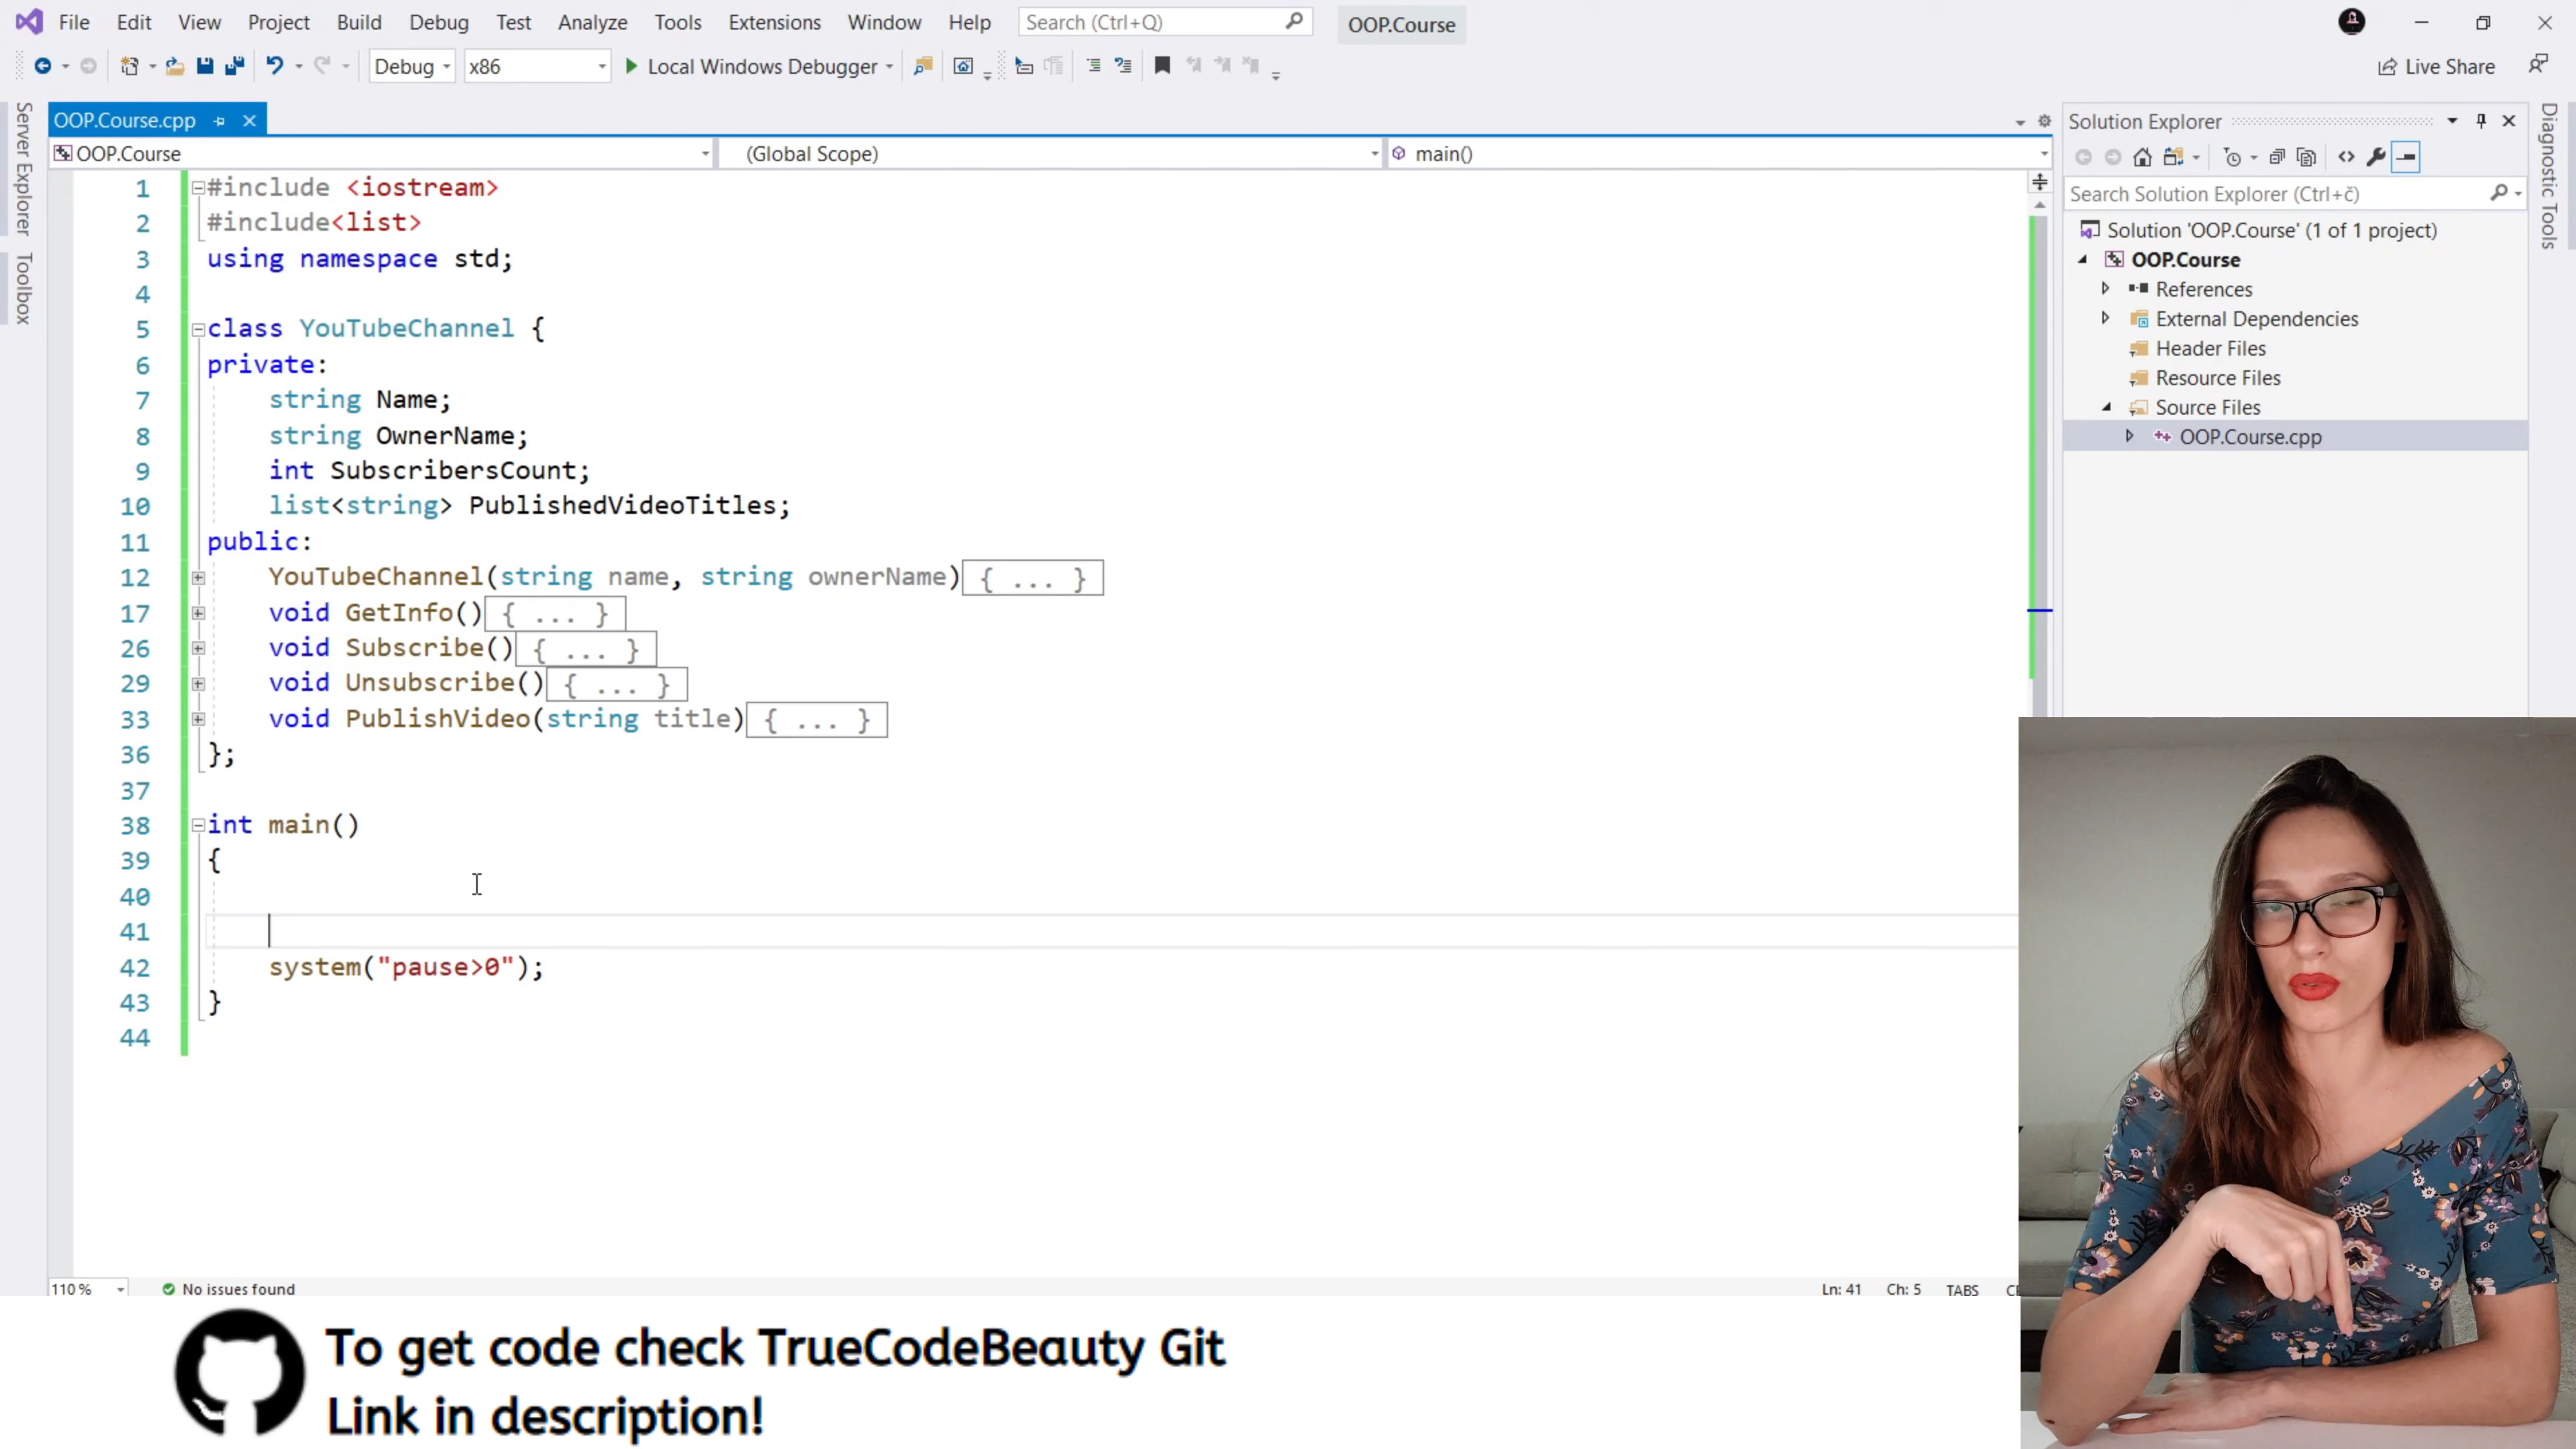 File Edit View Project Build Debug Test Analyze Tools Extensions Window Help Search (Ctrl+Q) OOP.Course
Debug x86 Local Windows Debugger Live Share
Server Explorer
Toolbox
OOP.Course.cpp
OOP.Course (Global Scope) main()
1 #include <iostream>
2 #include<list>
3 using namespace std;
4
5 class YouTubeChannel {
6 private:
7 string Name;
8 string OwnerName;
9 int SubscribersCount;
10 list<string> PublishedVideoTitles;
11 public:
12 YouTubeChannel(string name, string ownerName){ ... }
17 void GetInfo(){ ... }
26 void Subscribe(){ ... }
29 void Unsubscribe(){ ... }
33 void PublishVideo(string title){ ... }
36 };
37
38 int main()
39 {
40
41
42 system("pause>0");
43 }
44
110 % No issues found Ln: 41 Ch: 5 TABS
Solution Explorer
Search Solution Explorer (Ctrl+č)
Solution 'OOP.Course' (1 of 1 project)
OOP.Course
References
External Dependencies
Header Files
Resource Files
Source Files
OOP.Course.cpp
Diagnostic Tools
To get code check TrueCodeBeauty Git
Link in description!